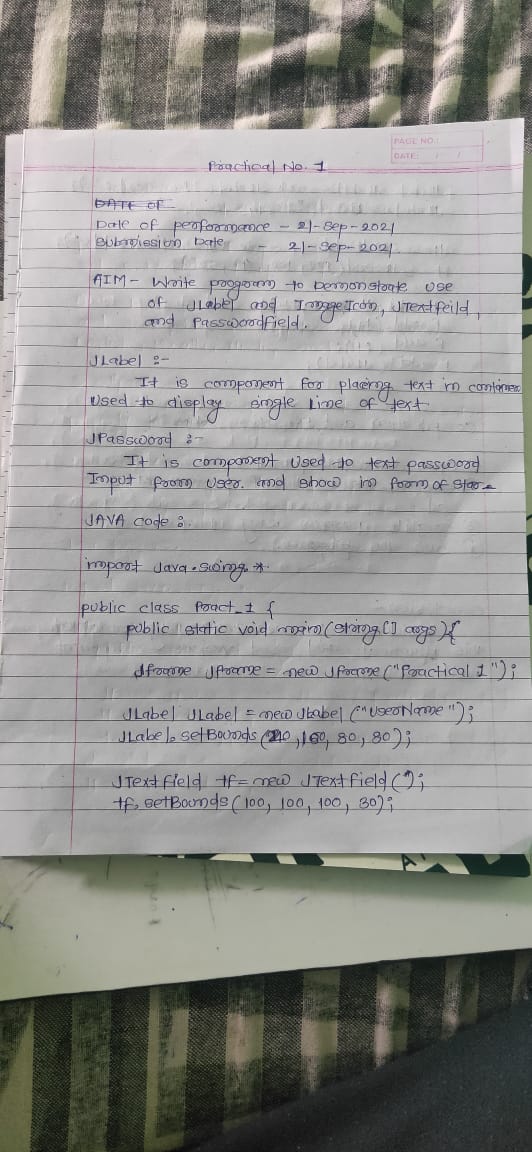 PAGE NO.:
DATE: / /
Practical No. 1
DATE OF
Date of performance - 21-Sep-2021
Submission Date - 21-Sep-2021
AIM - Write program to Demonstrate use
of JLabel and ImageIcon, JTextfeild,
and Passwordfield.
JLabel :-
It is component for placing text in container
Used to display single line of text.
JPassword :-
It is component Used to text password
Input from User. and show in form of star
JAVA code :
import Java.swing.*
public class Pract_1 {
public static void main(string[] args){
Jframe Jframe = new Jframe("Practical 1");
JLabel JLabel = new JLabel ("UserName");
JLabel.setBounds(20,160,80,80);
JTextfield tf= new JTextfield(");
tf.setBounds(100, 100, 100, 30);